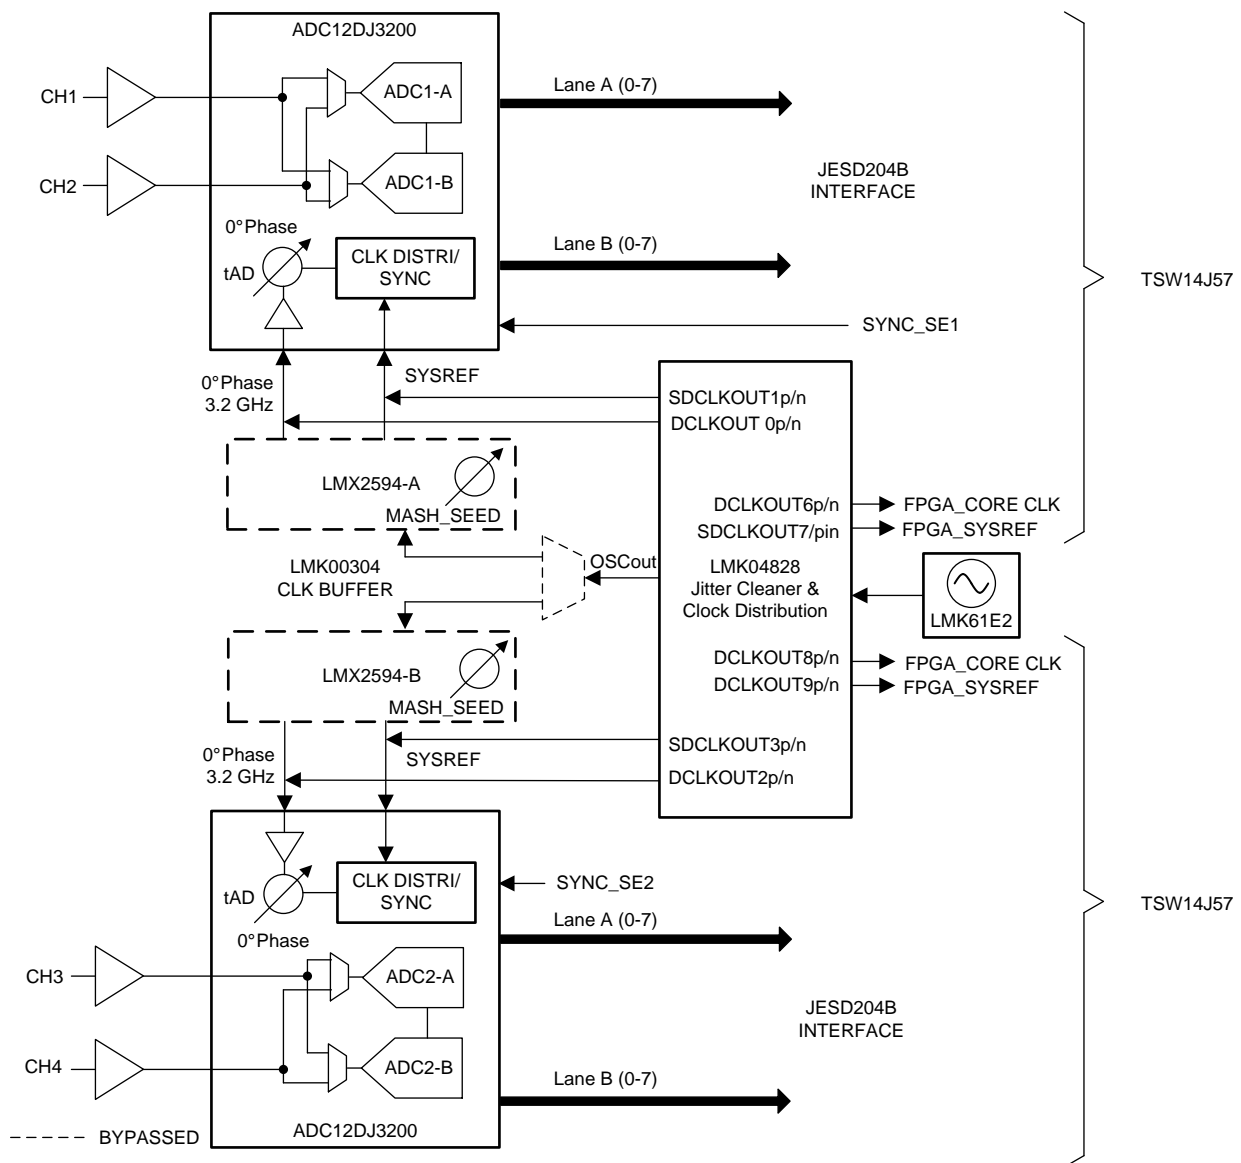 ADC12DJ3200
CH1
ADC1-A
Lane A (0-7)
CH2
ADC1-B
JESD204B
INTERFACE
0°Phase
tAD
CLK DISTRI/
SYNC
Lane B (0-7)
TSW14J57
SYNC_SE1
0°Phase
3.2 GHz
SYSREF
SDCLKOUT1p/n
DCLKOUT 0p/n
LMX2594-A
MASH_SEED
DCLKOUT6p/n
FPGA_CORE CLK
SDCLKOUT7/pin
FPGA_SYSREF
LMK00304
CLK BUFFER
OSCout
LMK04828
Jitter Cleaner &
Clock Distribution
LMK61E2
LMX2594-B
MASH_SEED
DCLKOUT8p/n
FPGA_CORE CLK
DCLKOUT9p/n
FPGA_SYSREF
0°Phase
3.2 GHz
SYSREF
SDCLKOUT3p/n
DCLKOUT2p/n
tAD
CLK DISTRI/
SYNC
SYNC_SE2
0°Phase
Lane A (0-7)
TSW14J57
CH3
ADC2-A
JESD204B
INTERFACE
CH4
ADC2-B
Lane B (0-7)
ADC12DJ3200
BYPASSED